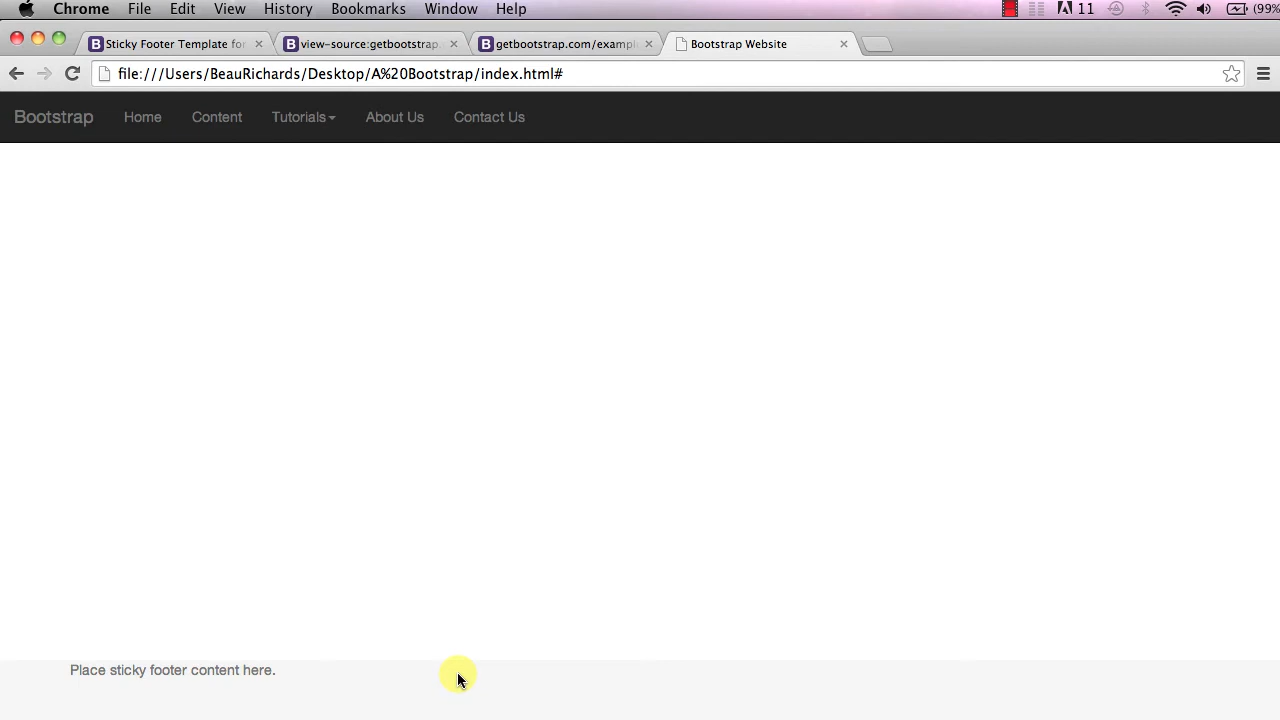 Chrome File Edit View History Bookmarks Window Help 11 (99%
Sticky Footer Template for view-source:getbootstrap. getbootstrap.com/exampl Bootstrap Website
file:///Users/BeauRichards/Desktop/A%20Bootstrap/index.html#
Bootstrap Home Content Tutorials About Us Contact Us
Place sticky footer content here.